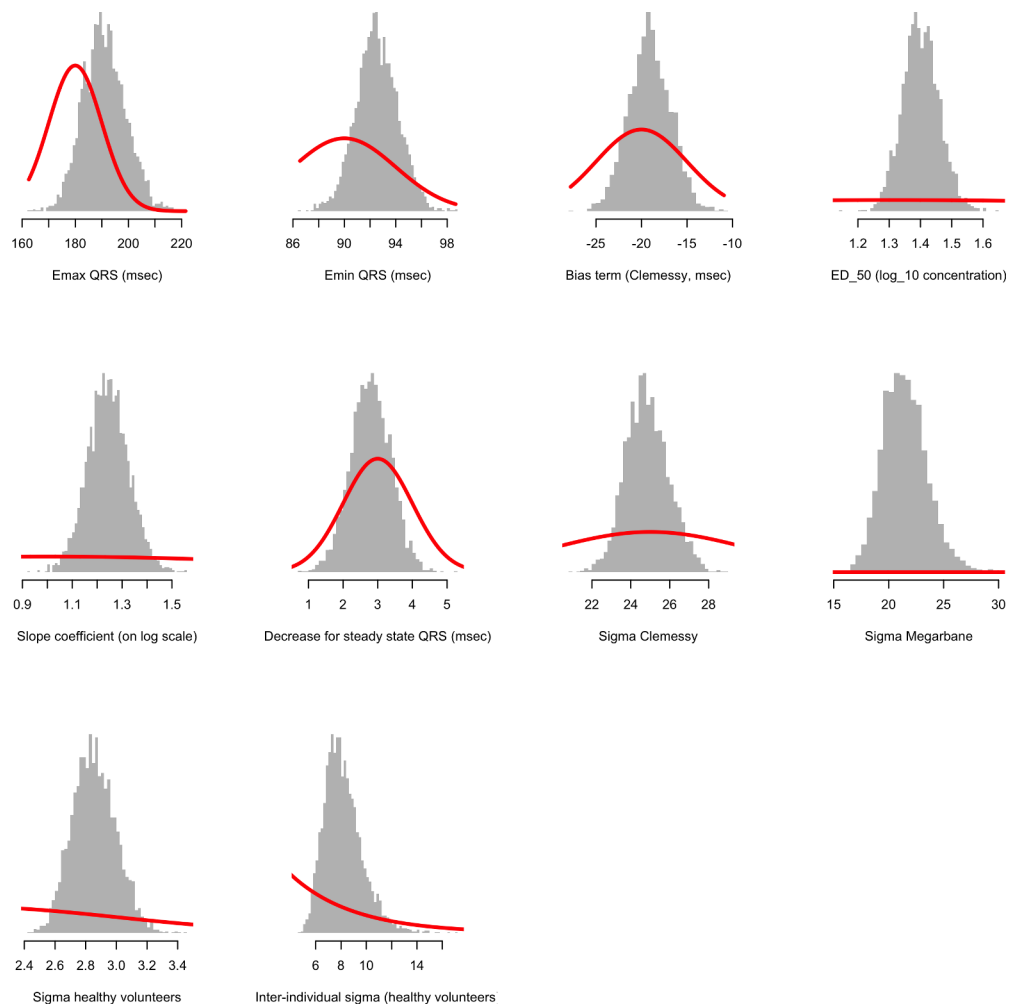 160 180 200 220
Emax QRS (msec)
86 90 94 98
Emin QRS (msec)
-25 -20 -15 -10
Bias term (Clemessy, msec)
1.2 1.3 1.4 1.5 1.6
ED_50 (log_10 concentration)
0.9 1.1 1.3 1.5
Slope coefficient (on log scale)
1 2 3 4 5
Decrease for steady state QRS (msec)
22 24 26 28
Sigma Clemessy
15 20 25 30
Sigma Megarbane
2.4 2.6 2.8 3.0 3.2 3.4
Sigma healthy volunteers
6 8 10 14
Inter-individual sigma (healthy volunteers